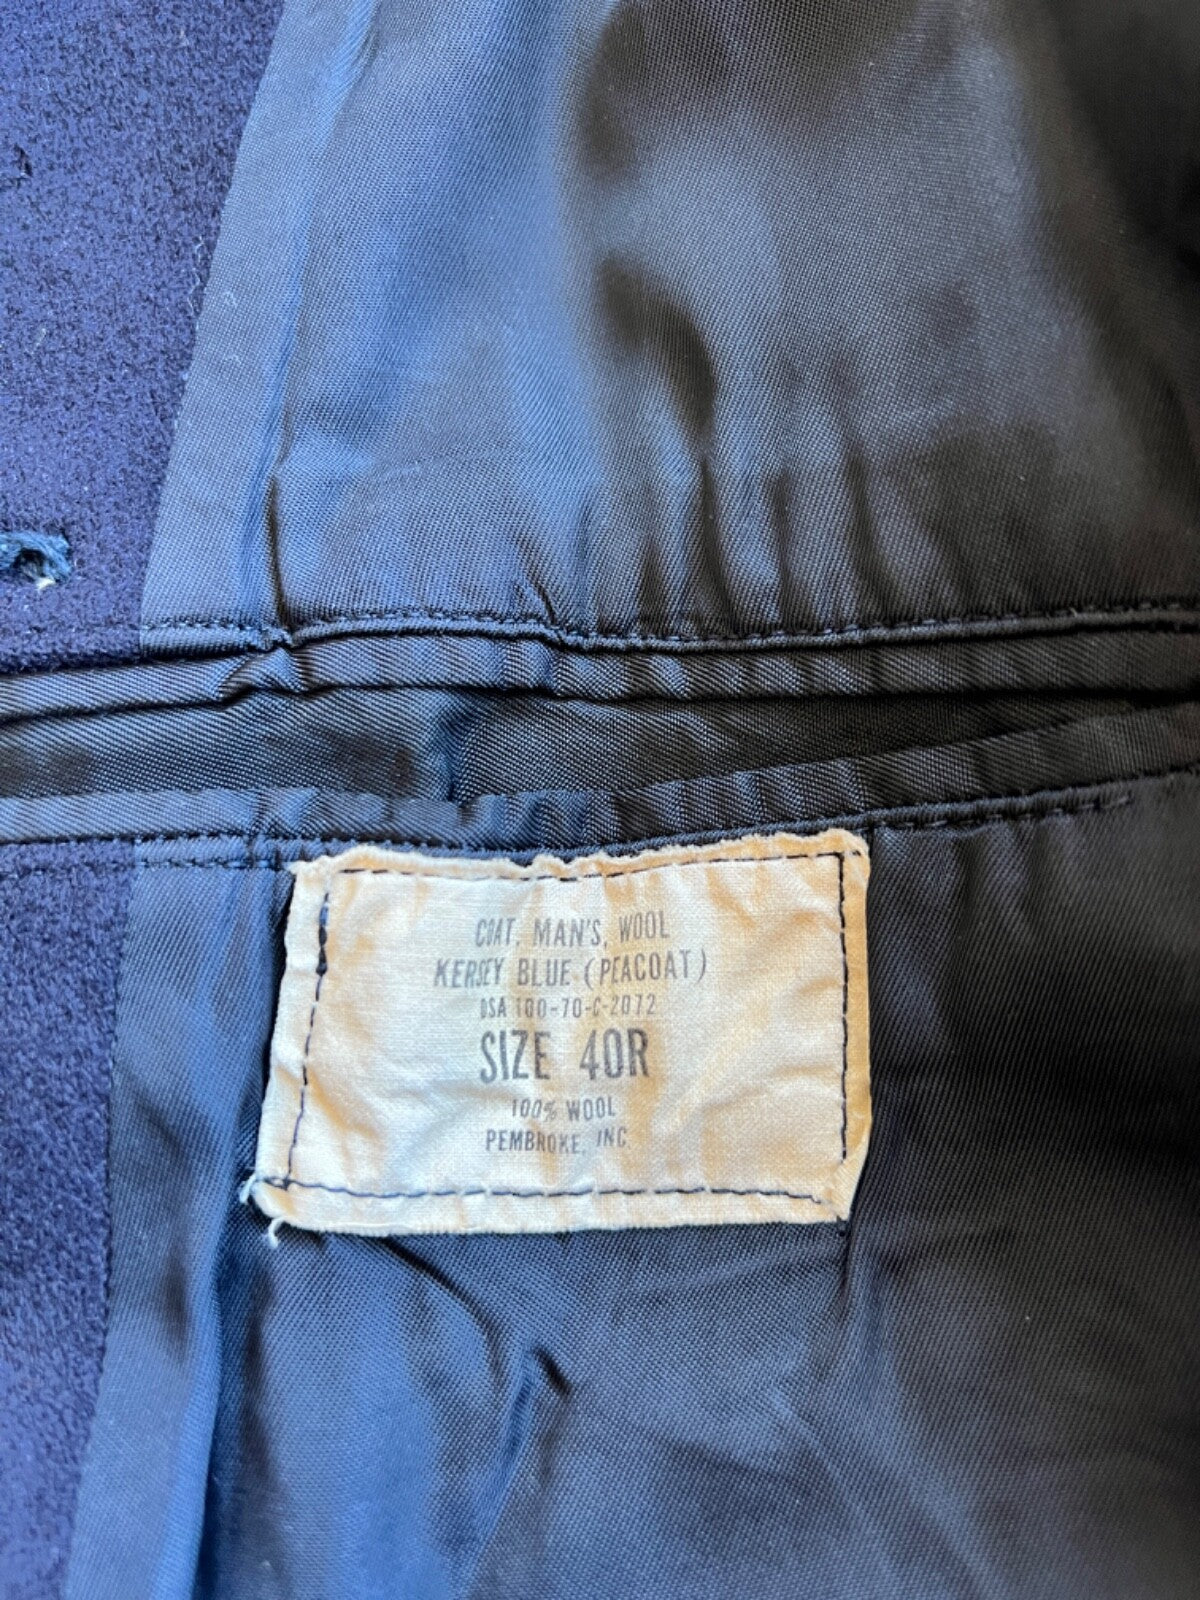 COAT, MAN'S, WOOL
KERSEY BLUE (PEACOAT)
DSA 100-70-C-2072
SIZE 40R
100% WOOL
PEMBROKE, INC